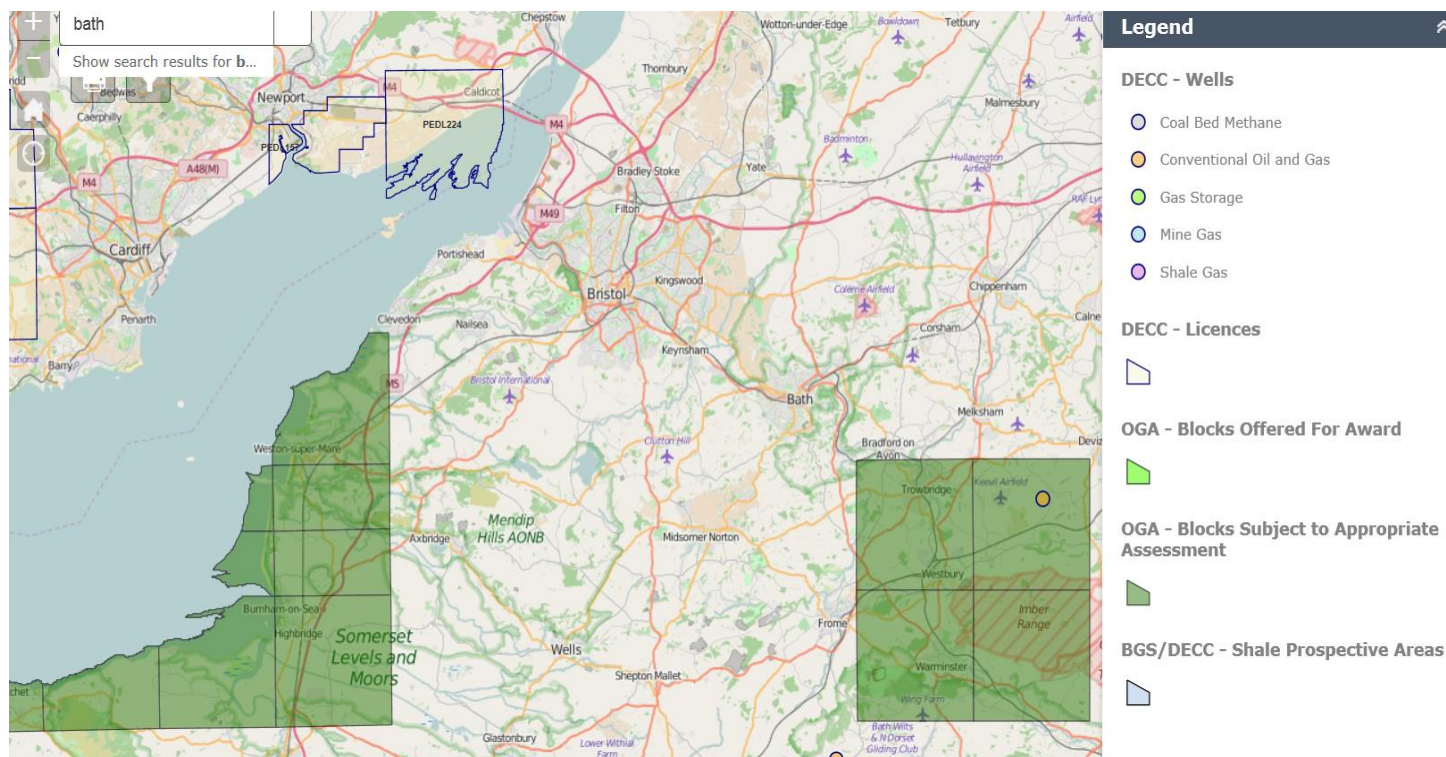 bath
Show search results for b...
Chepstow
Wotton-under-Edge
Bowldown
Tetbury
Airfield
Thornbury
Bedwas
Newport
M4
Caldicot
Malmesbury
Caerphilly
PEDL224
M4
PEDL157
Badminton
A48(M)
Hullavington
Airfield
M4
Bradley Stoke
Yate
M49
Filton
Cardiff
Portishead
Kingswood
Bristol
Colerne Airfield
Chippenham
Penarth
Clevedon
Nailsea
Corsham
Calne
Keynsham
Barry
M5
Bristol International
Bath
Melksham
Clutton Hill
Weston-super-Mare
Bradford on
Avon
Trowbridge
Keevil Airfield
Mendip
Hills AONB
Axbridge
Midsomer Norton
Westbury
Burnham-on-Sea
Imber
Range
Highbridge
Somerset
Levels and
Moors
Frome
Wells
Warminster
Shepton Mallet
Wing Farm
Bath Wilts
& N Dorset
Gliding Club
Glastonbury
Lower Withial
Farm
Legend
DECC - Wells
Coal Bed Methane
Conventional Oil and Gas
Gas Storage
Mine Gas
Shale Gas
DECC - Licences
OGA - Blocks Offered For Award
OGA - Blocks Subject to Appropriate
Assessment
BGS/DECC - Shale Prospective Areas